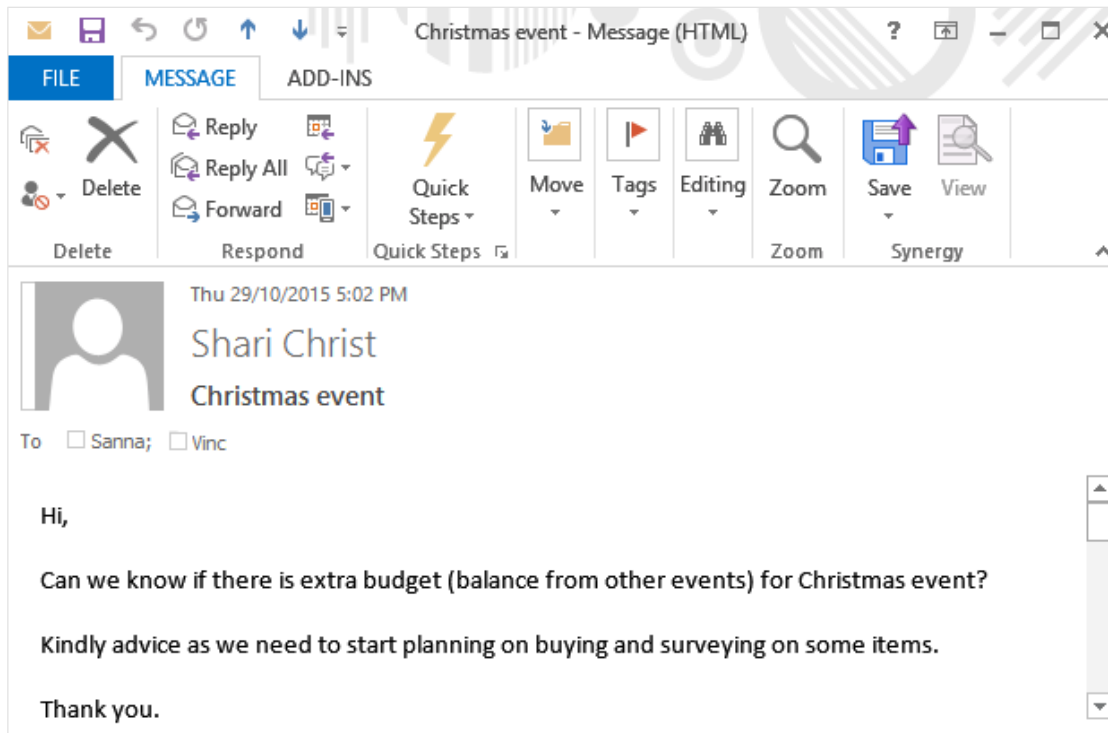 Christmas event - Message (HTML)
?
FILE MESSAGE ADD-INS
Delete
Reply
Reply All
Forward
Quick
Steps
Move
Tags
Editing
Zoom
Save
View
Delete Respond Quick Steps Zoom Synergy
Thu 29/10/2015 5:02 PM
Shari Christ
Christmas event
To Sanna; Vinc
Hi,
Can we know if there is extra budget (balance from other events) for Christmas event?
Kindly advice as we need to start planning on buying and surveying on some items.
Thank you.